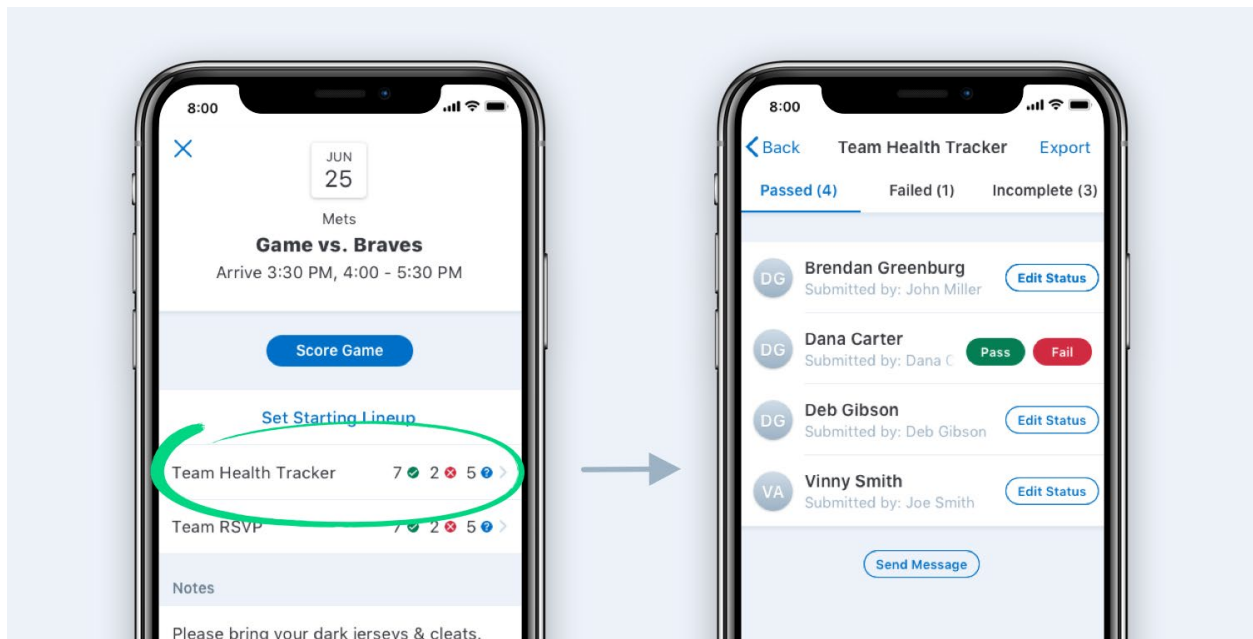 8:00
JUN
25
Mets
Game vs. Braves
Arrive 3:30 PM, 4:00 - 5:30 PM
Score Game
Set Starting Lineup
Team Health Tracker 7 2 5
Team RSVP 7 2 5
Notes
Please bring your dark jerseys & cleats.
8:00
Back Team Health Tracker Export
Passed (4) Failed (1) Incomplete (3)
DG Brendan Greenburg Edit Status
Submitted by: John Miller
DG Dana Carter Pass Fail
Submitted by: Dana C
DG Deb Gibson Edit Status
Submitted by: Deb Gibson
VA Vinny Smith Edit Status
Submitted by: Joe Smith
Send Message